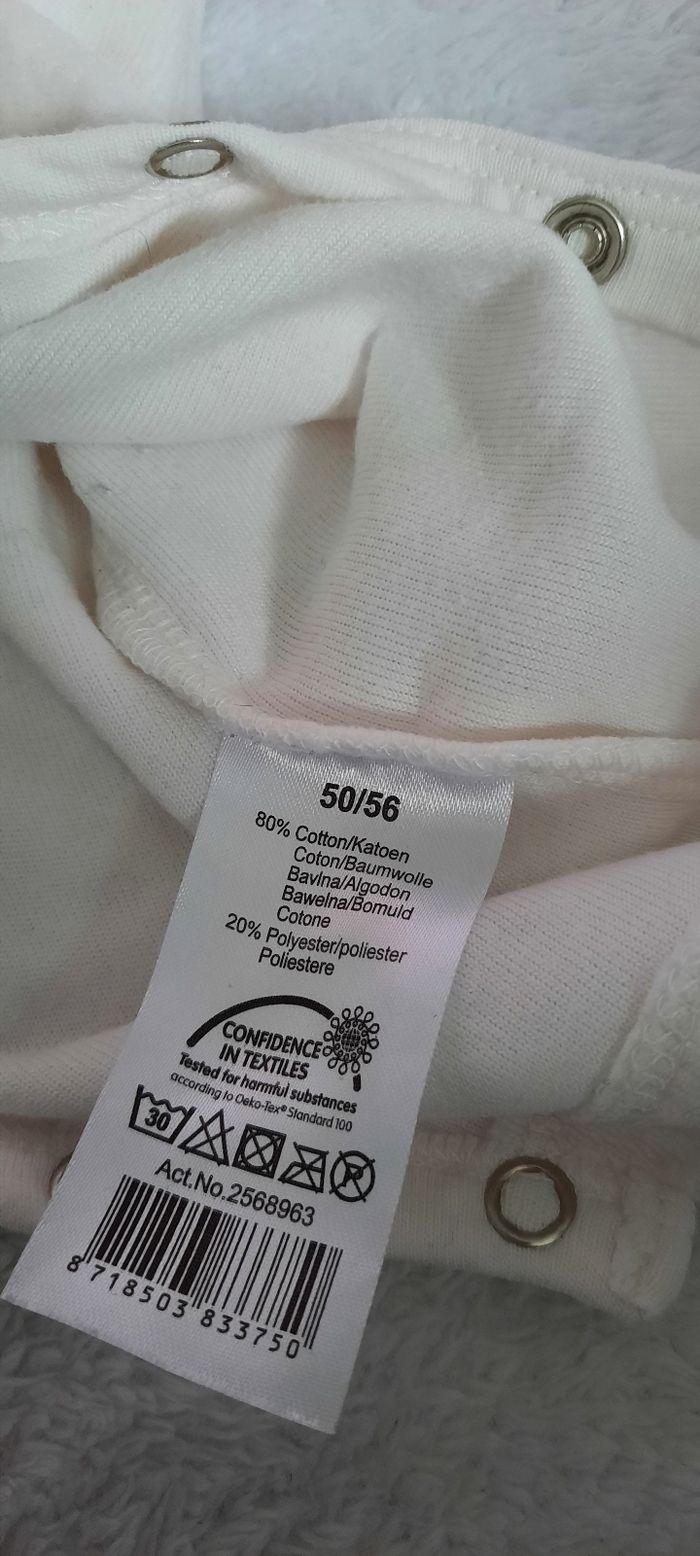 50/56
80% Cotton/Katoen
Coton/Baumwolle
Bavlna/Algodon
Bawelna/Bomuld
Cotone
20% Polyester/poliester
Poliestere
CONFIDENCE
IN TEXTILES
Tested for harmful substances
according to Oeko-Tex® Standard 100
30 P
Act.No.2568963
8 718503 833750